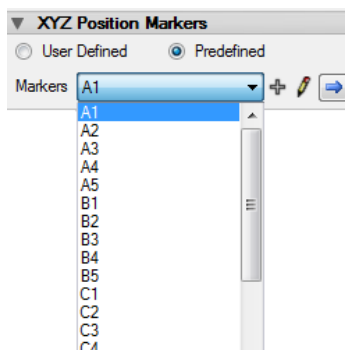 XYZ Position Markers
User Defined Predefined
Markers A1
A1
A2
A3
A4
A5
B1
B2
B3
B4
B5
C1
C2
C3
C4